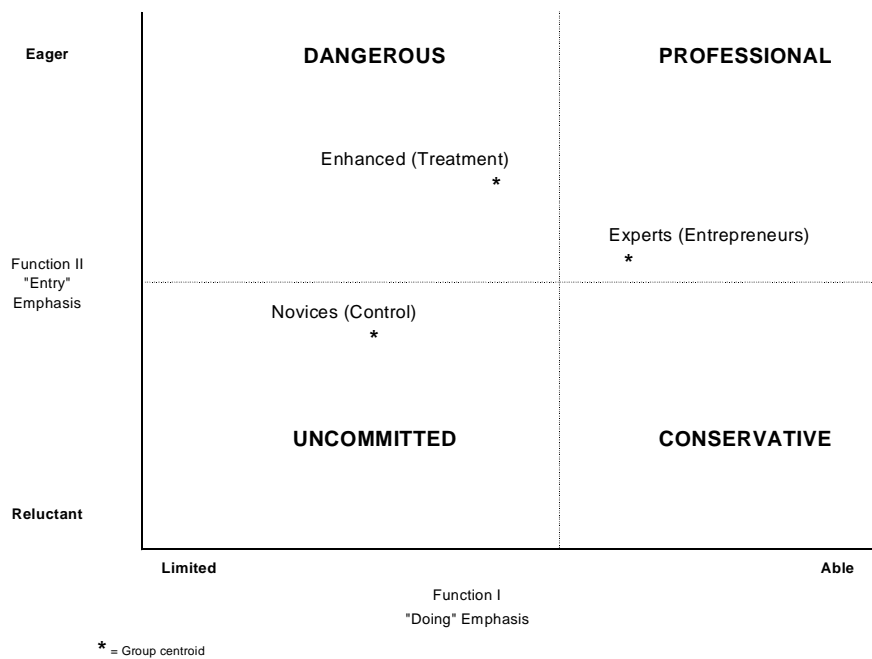 Eager
DANGEROUS
PROFESSIONAL
Enhanced (Treatment)
*
Experts (Entrepreneurs)
*
Function II
"Entry"
Emphasis
Novices (Control)
*
UNCOMMITTED
CONSERVATIVE
Reluctant
Limited
Able
Function I
"Doing" Emphasis
* = Group centroid